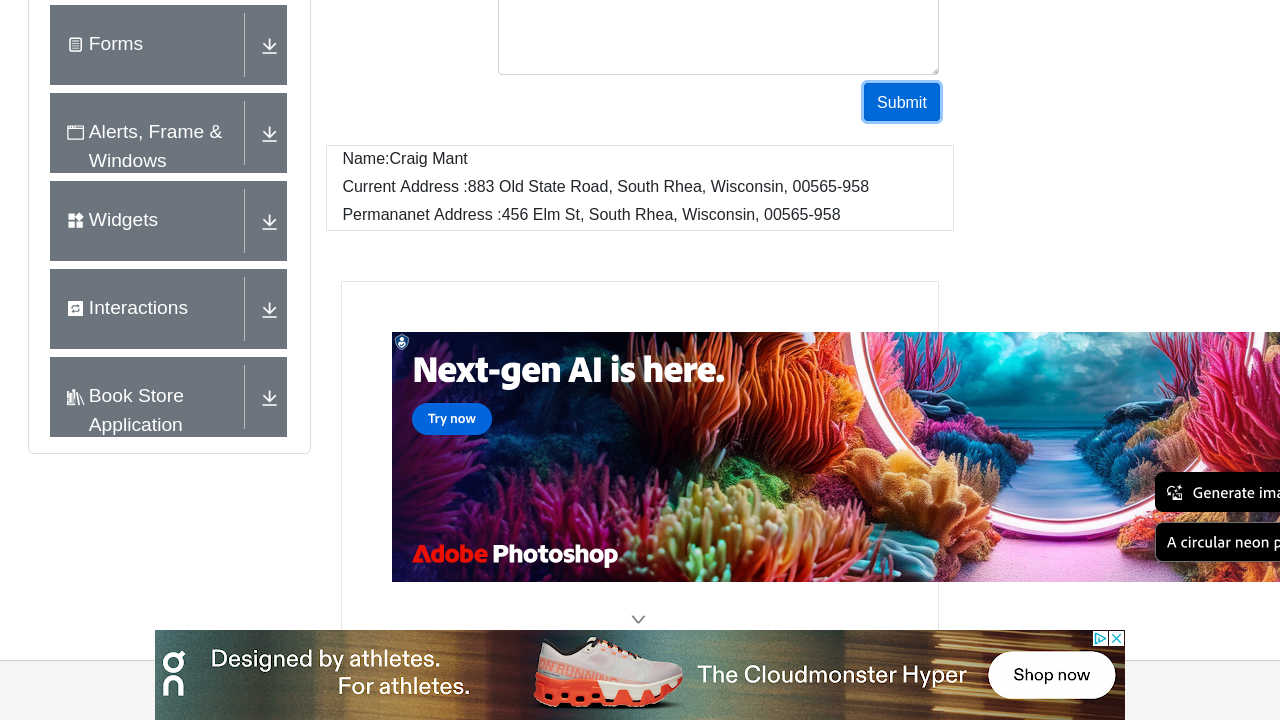 Forms
Alerts, Frame &
Windows
Widgets
Interactions
Book Store
Application
Submit
Name:Craig Mant
Current Address :883 Old State Road, South Rhea, Wisconsin, 00565-958
Permananet Address :456 Elm St, South Rhea, Wisconsin, 00565-958
Next-gen AI is here.
Try now
Generate ima
A circular neon p
Adobe Photoshop
on
Designed by athletes.
For athletes.
ON RUNNING
The Cloudmonster Hyper
Shop now